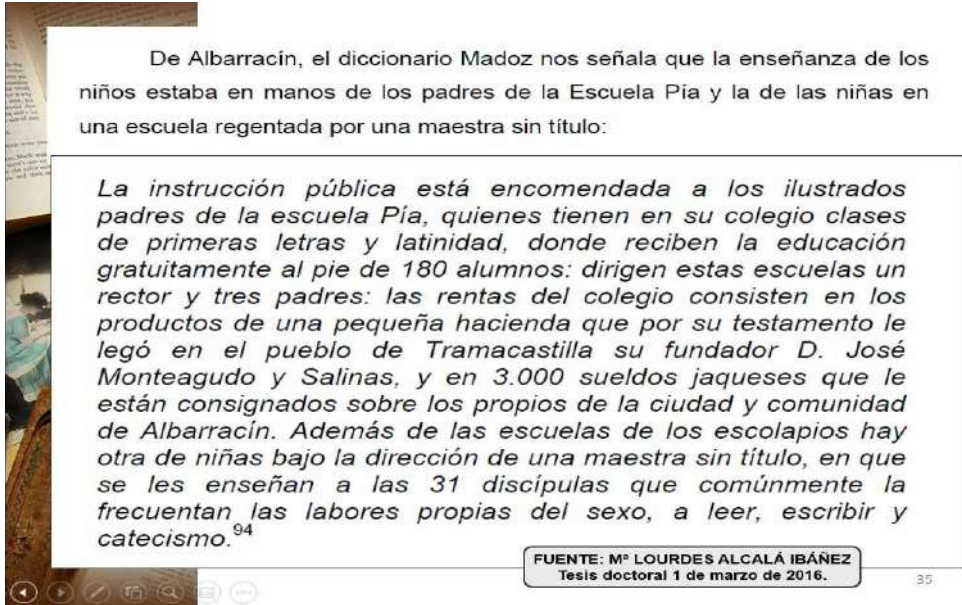 De Albarracín, el diccionario Madoz nos señala que la enseñanza de los
niños estaba en manos de los padres de la Escuela Pía y la de las niñas en
una escuela regentada por una maestra sin título:
La instrucción pública está encomendada a los ilustrados
padres de la escuela Pía, quienes tienen en su colegio clases
de primeras letras y latinidad, donde reciben la educación
gratuitamente al pie de 180 alumnos: dirigen estas escuelas un
rector y tres padres: las rentas del colegio consisten en los
productos de una pequeña hacienda que por su testamento le
legó en el pueblo de Tramacastilla su fundador D. José
Monteagudo y Salinas, y en 3.000 sueldos jaqueses que le
están consignados sobre los propios de la ciudad y comunidad
de Albarracín. Además de las escuelas de los escolapios hay
otra de niñas bajo la dirección de una maestra sin título, en que
se les enseñan a las 31 discípulas que comúnmente la
frecuentan las labores propias del sexo, a leer, escribir y
catecismo.94
FUENTE: Mª LOURDES ALCALÁ IBÁÑEZ
Tesis doctoral 1 de marzo de 2016.
35